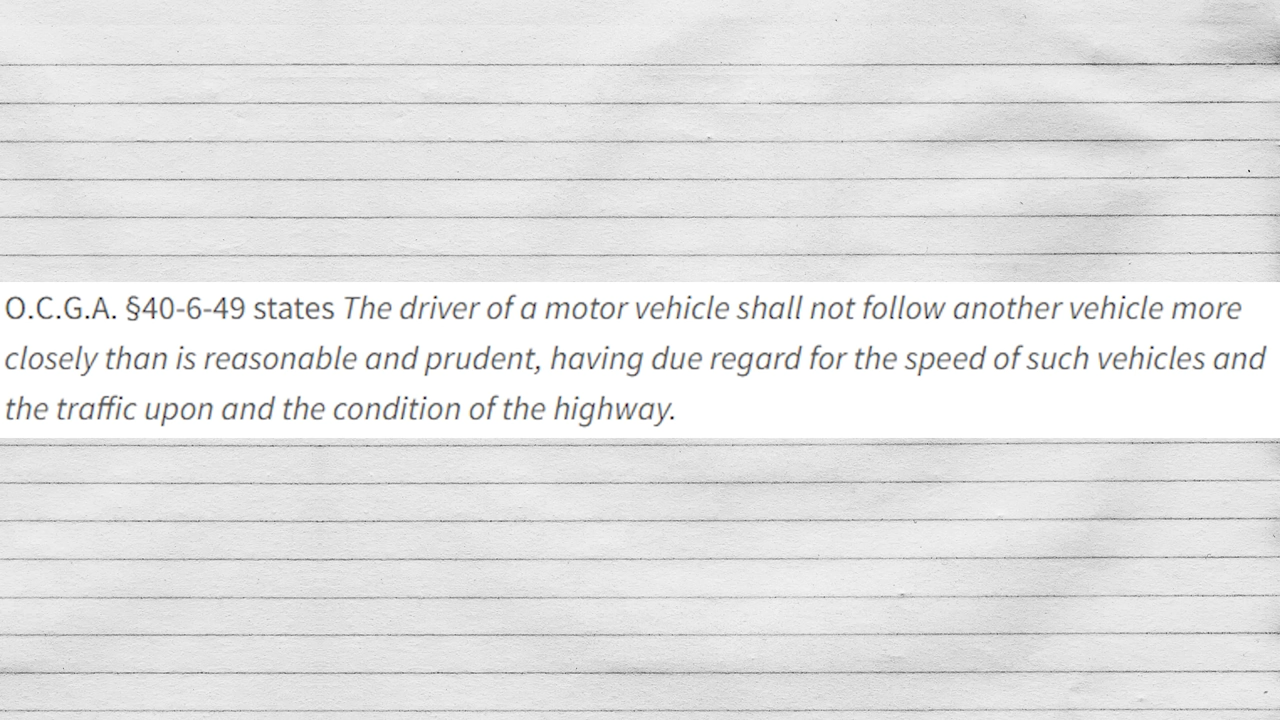 O.C.G.A. §40-6-49 states The driver of a motor vehicle shall not follow another vehicle more
closely than is reasonable and prudent, having due regard for the speed of such vehicles and
the traffic upon and the condition of the highway.